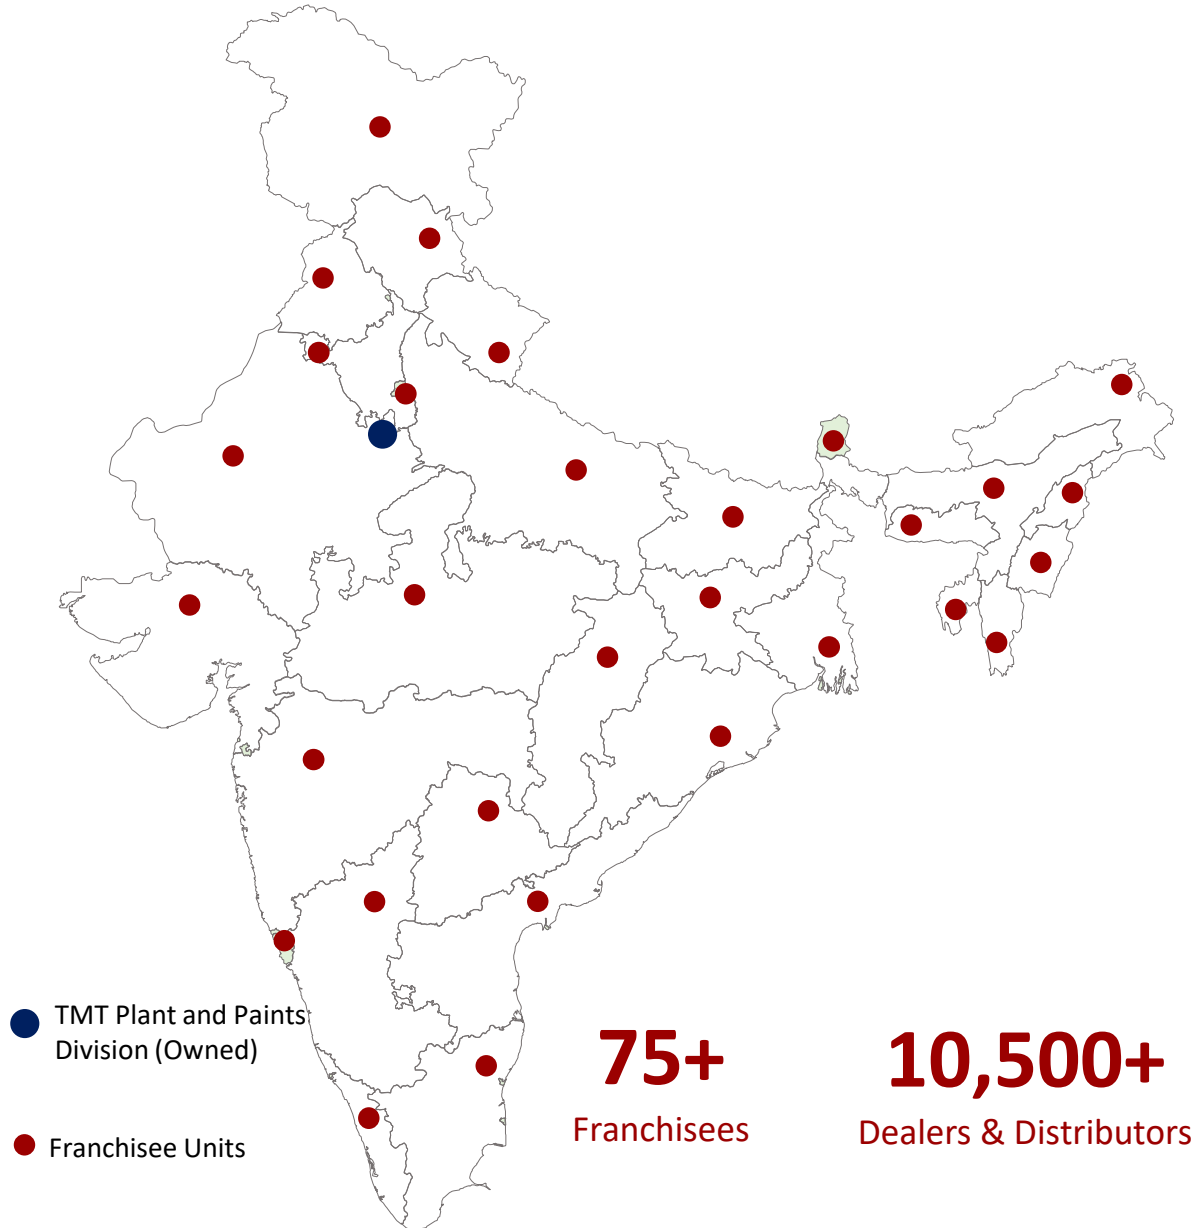 TMT Plant and Paints
Division (Owned)
Franchisee Units
75+
Franchisees
10,500+
Dealers & Distributors